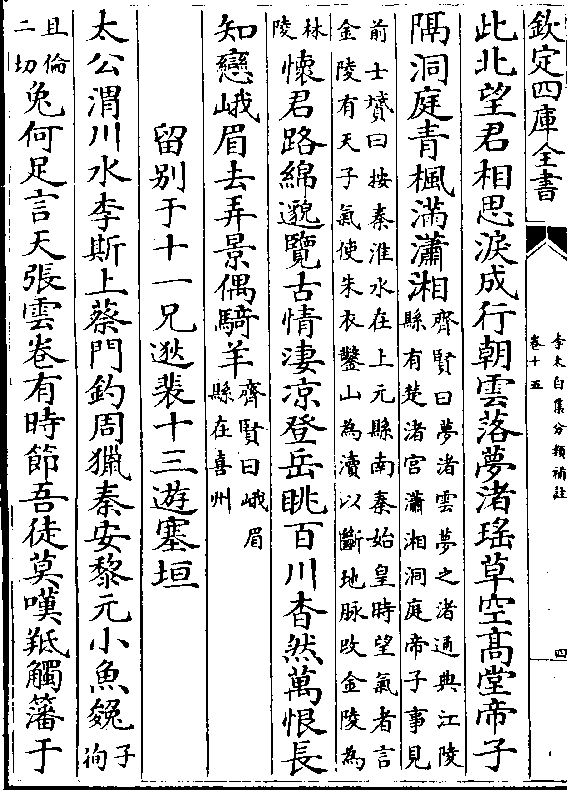 欽定四庫全書
李太白集分類補註
卷十五
四
此北望君相思淚成行朝雲落夢渚瑤草空高堂帝子
隅洞庭青楓滿瀟湘齊賢曰夢渚雲夢之渚通典江陵縣有楚渚宮瀟湘洞庭帝子事見
前士贇曰按秦淮水在上元縣南秦始皇時望氣者言金陵有天子氣使朱衣鑿山為瀆以斷地脉改金陵為
林陵懷君路綿邈覽古情淒凉登岳眺百川杳然萬恨長
知戀峨眉去弄景偶騎羊齊賢曰峨眉縣在喜州
留别于十一兄逖裴十三遊塞垣
太公渭川水李斯上蔡門釣周獵秦安黎元小魚㕙子徇
且倫二切兔何足言天張雲卷有時節吾徒莫嘆羝觸藩于